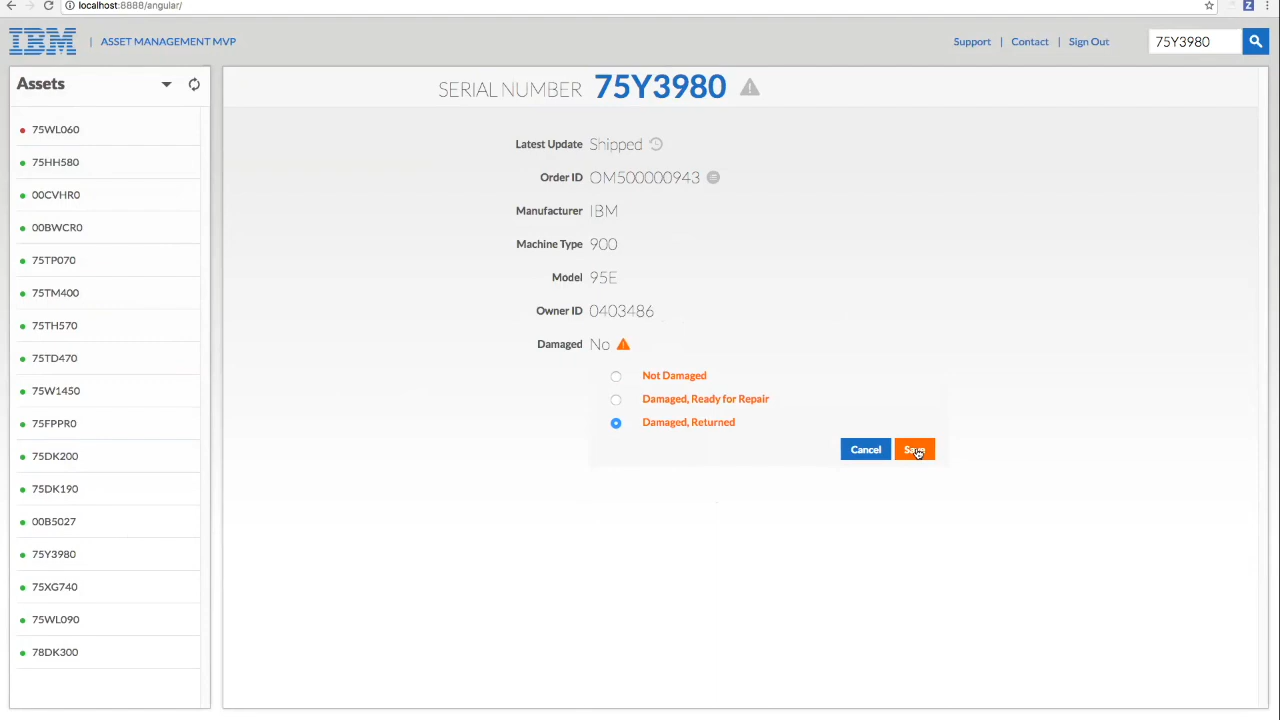 localhost:8888/angular/
IBM | ASSET MANAGEMENT MVP
Support | Contact | Sign Out
75Y3980
Assets
75WL060
75HH580
00CVHR0
00BWCR0
75TP070
75TM400
75TH570
75TD470
75W1450
75FPPR0
75DK200
75DK190
00B5027
75Y3980
75XG740
75WL090
78DK300
SERIAL NUMBER 75Y3980
Latest Update Shipped
Order ID OM500000943
Manufacturer IBM
Machine Type 900
Model 95E
Owner ID 0403486
Damaged No
Not Damaged
Damaged, Ready for Repair
Damaged, Returned
Cancel Save